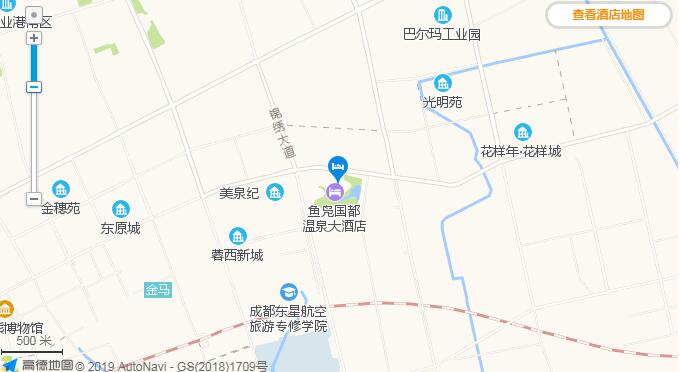 业港湾区
巴尔玛工业园
查看酒店地图
光明苑
锦绣大道
花样年·花样城
美泉纪
金穗苑
鱼凫国都
温泉大酒店
东原城
蓉西新城
金马
成都东星航空
旅游专修学院
博物馆
500 米
高德地图 © 2019 AutoNavi - GS(2018)1709号